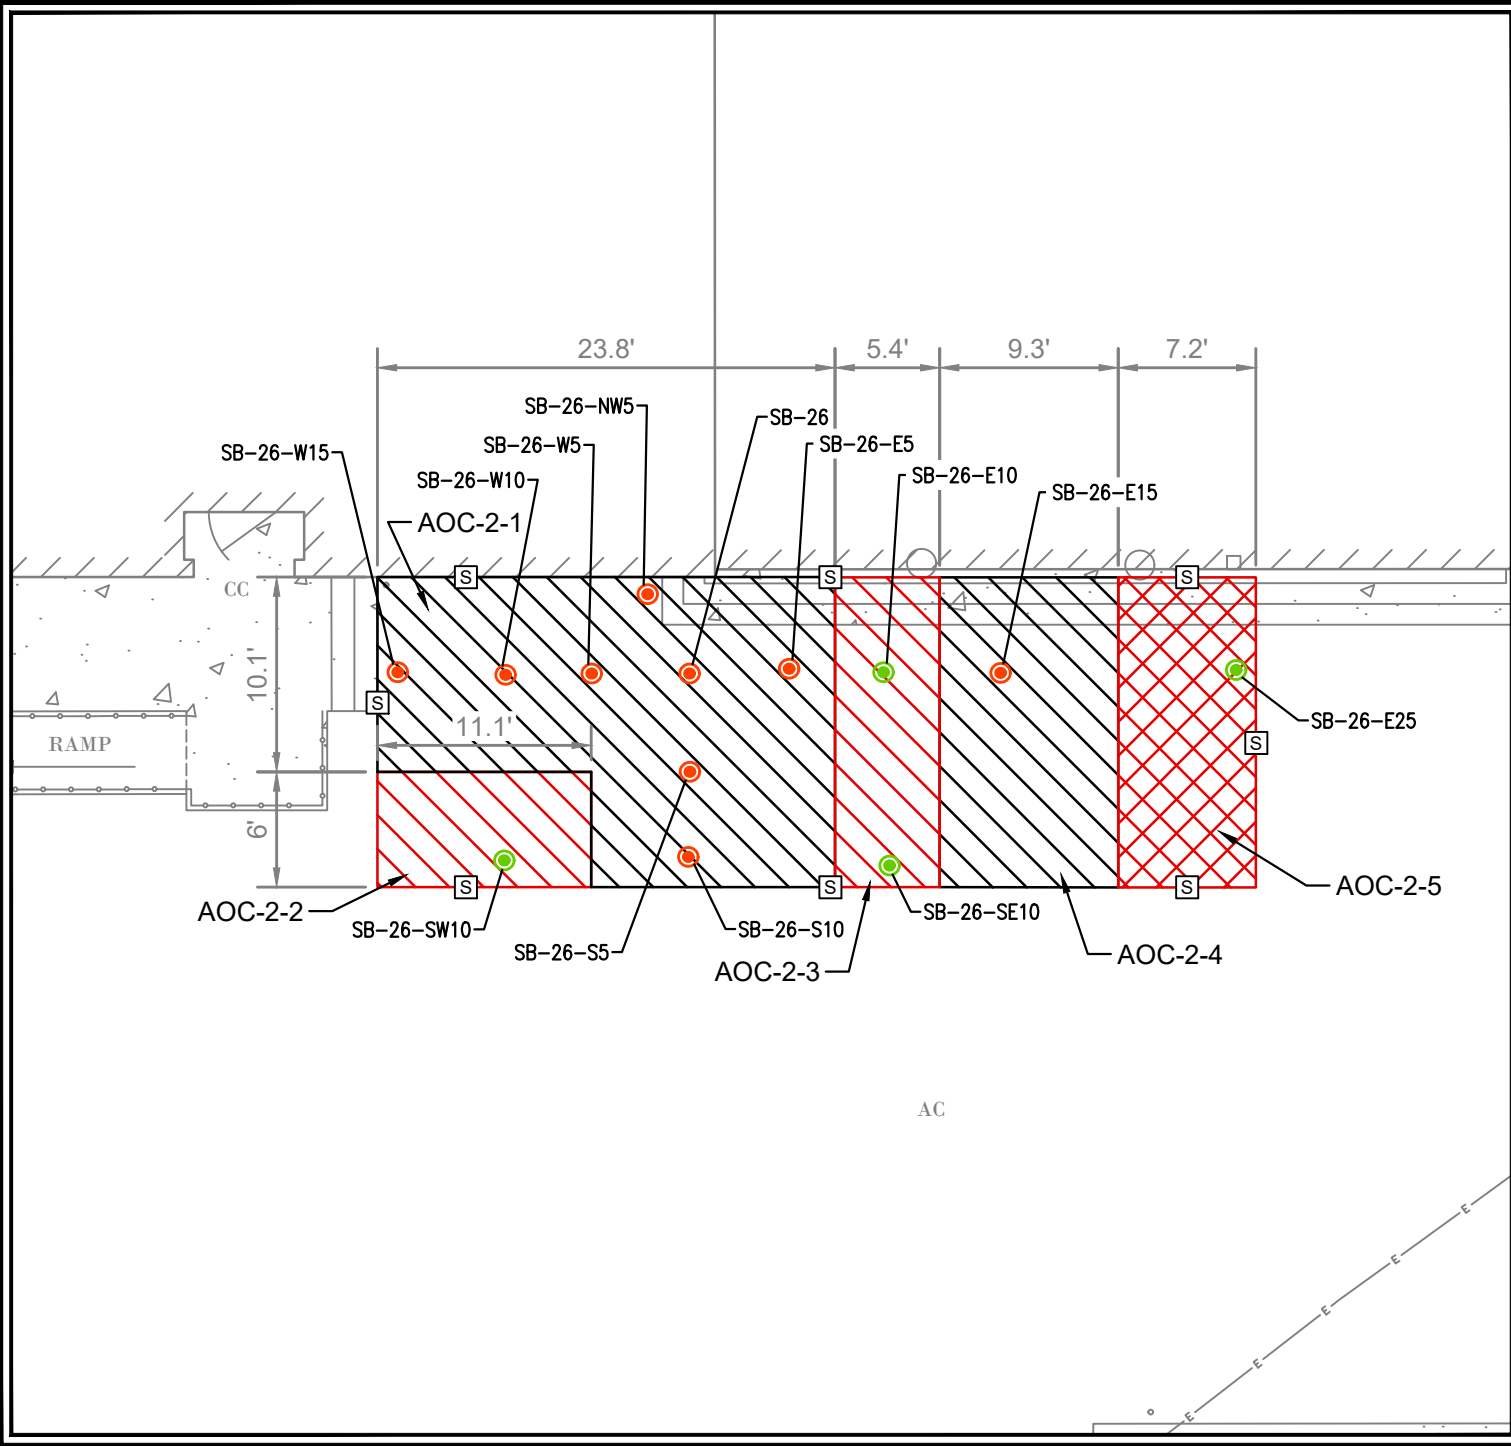 23.8'
5.4'
9.3'
7.2'
SB-26-NW5
SB-26
SB-26-W5
SB-26-E5
SB-26-W15
SB-26-W10
SB-26-E10
SB-26-E15
AOC-2-1
S
S
S
CC
10.1'
S
11.1'
SB-26-E25
RAMP
S
6'
S
S
S
AOC-2-5
AOC-2-2
SB-26-SW10
SB-26-S10
SB-26-SE10
SB-26-S5
AOC-2-4
AOC-2-3
AC
E
E
E
E
E